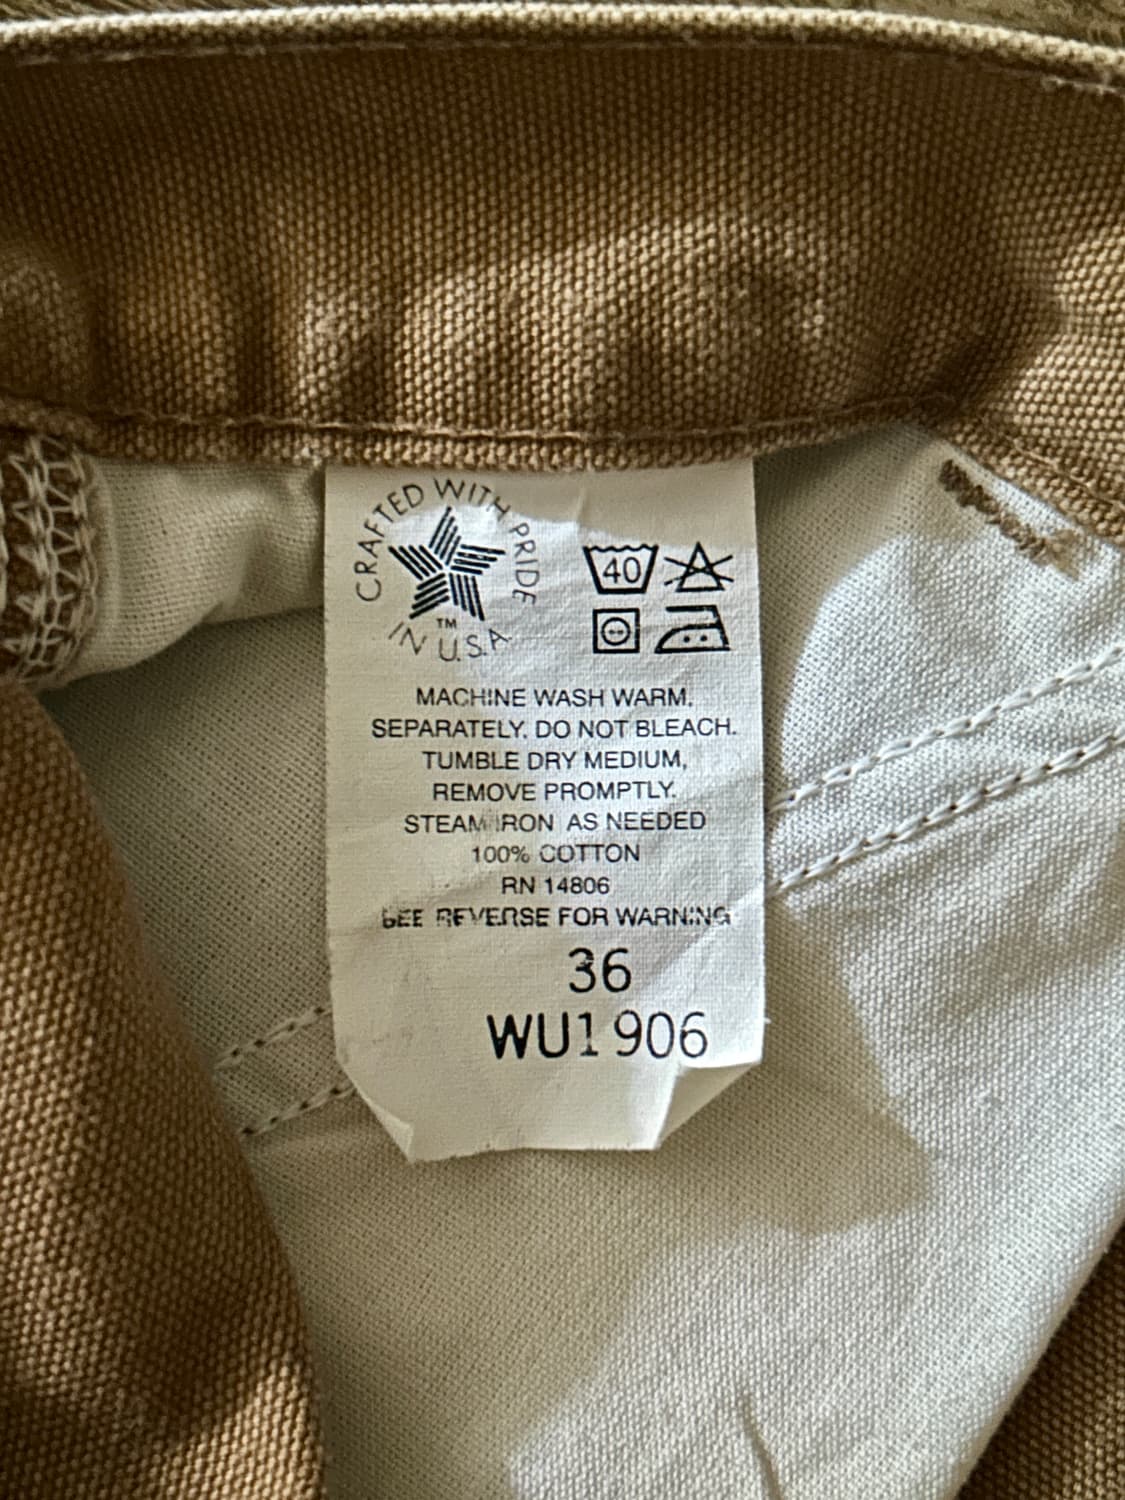 CRAFTED WITH PRIDE
TM
IN U.S.A.
40
MACHINE WASH WARM.
SEPARATELY. DO NOT BLEACH.
TUMBLE DRY MEDIUM,
REMOVE PROMPTLY.
STEAM IRON AS NEEDED
100% COTTON
RN 14806
SEE REVERSE FOR WARNING
36
WU1906